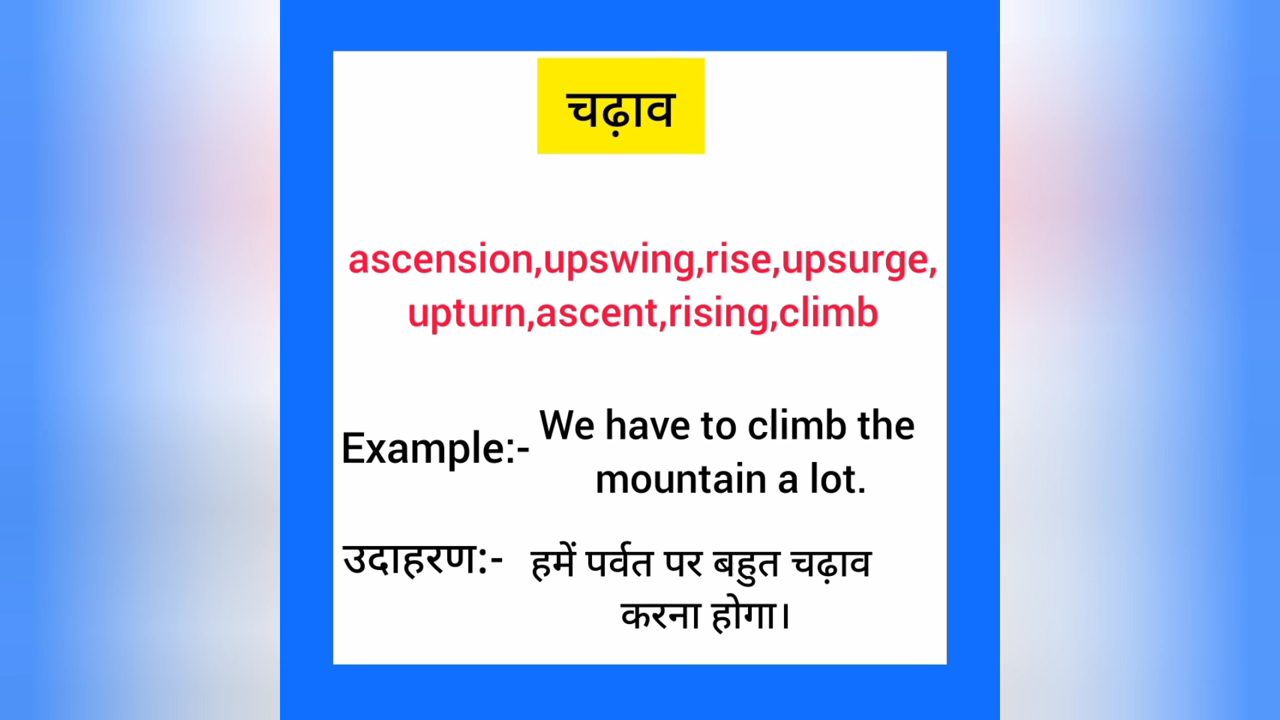 चढ़ाव
ascension,upswing,rise,upsurge,
upturn,ascent,rising,climb
Example:- We have to climb the
mountain a lot.
उदाहरण:- हमें पर्वत पर बहुत चढ़ाव
करना होगा।